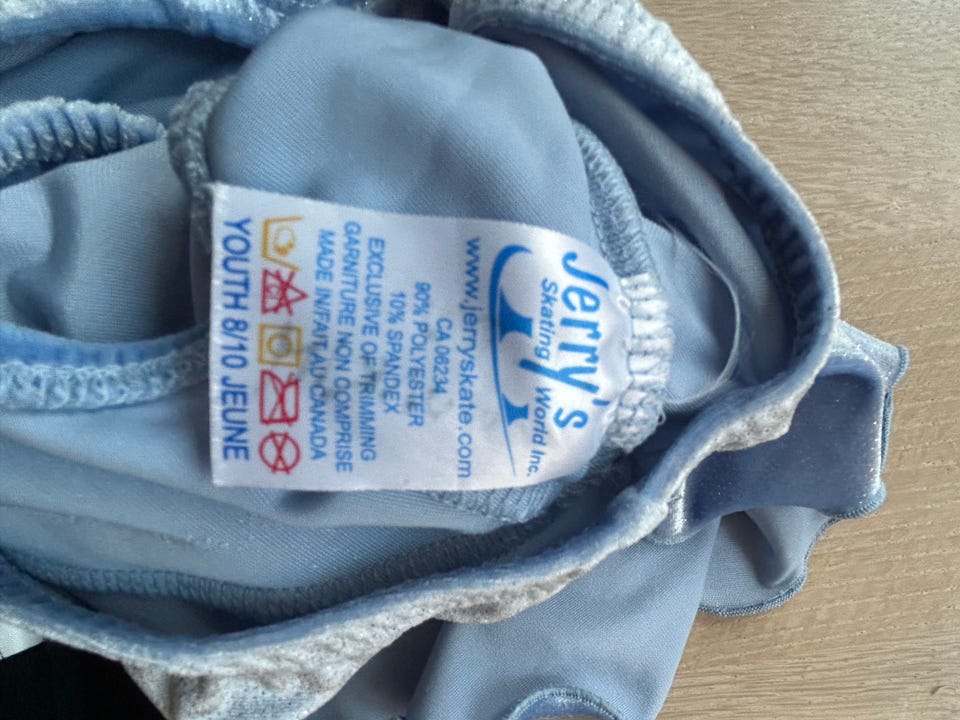 Jerry's
Skating World Inc.
www.jerryskate.com
CA 06234
90% POLYESTER
10% SPANDEX
EXCLUSIVE OF TRIMMING
GARNITURE NON COMPRISE
MADE IN/FAIT AU CANADA
YOUTH 8/10 JEUNE